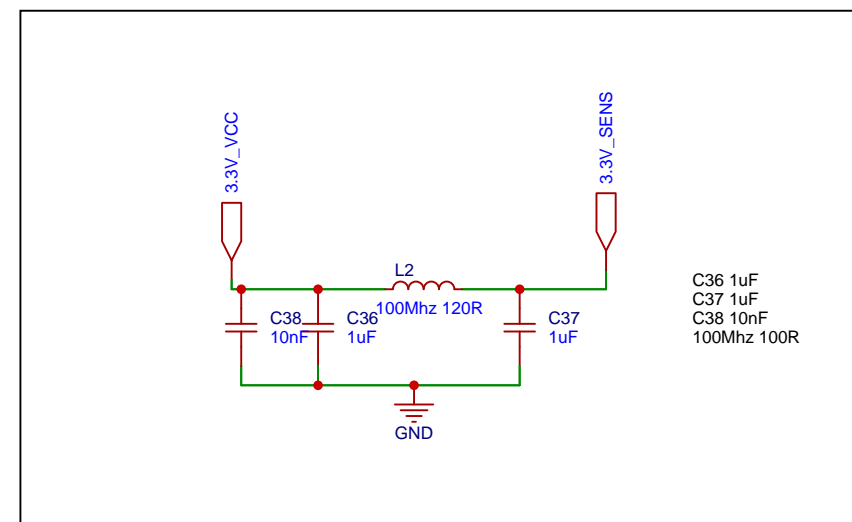 3.3V_VCC
3.3V_SENS
L2
100Mhz 120R
C38
10nF
C36
1uF
C37
1uF
GND
C36 1uF
C37 1uF
C38 10nF
100Mhz 100R